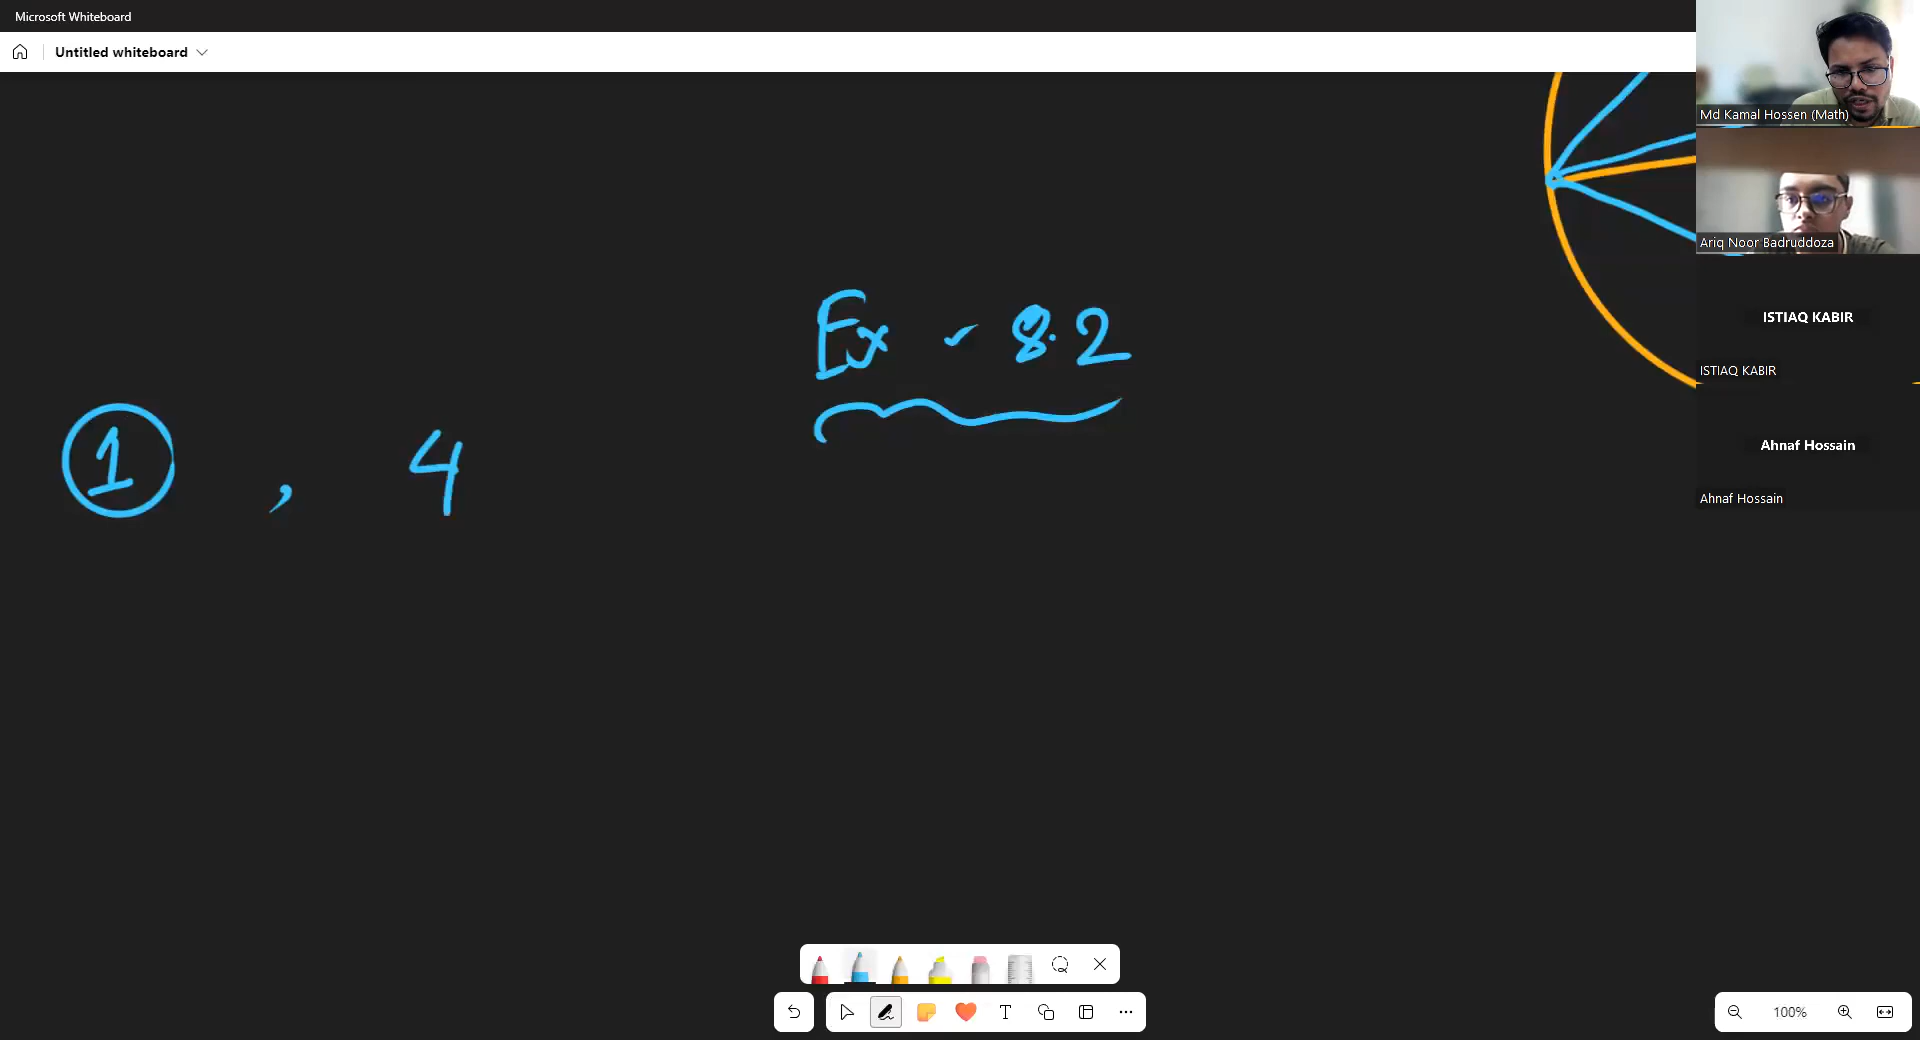 Microsoft Whiteboard
Untitled whiteboard
Md Kamal Hossen (Math)
Ariq Noor Badruddoza
Ex - 8.2
ISTIAQ KABIR
ISTIAQ KABIR
1 , 4
Ahnaf Hossain
Ahnaf Hossain
100%